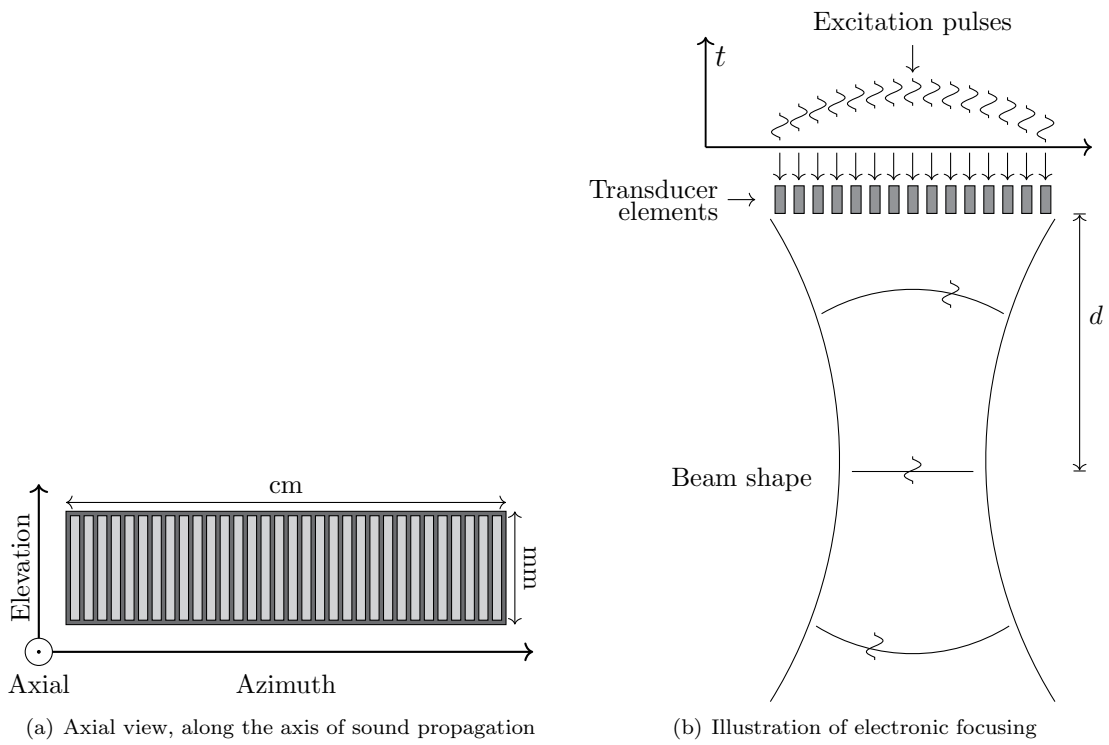 Excitation pulses
t
Transducer
elements
d
Beam shape
cm
mm
Elevation
Axial
Azimuth
(a) Axial view, along the axis of sound propagation
(b) Illustration of electronic focusing